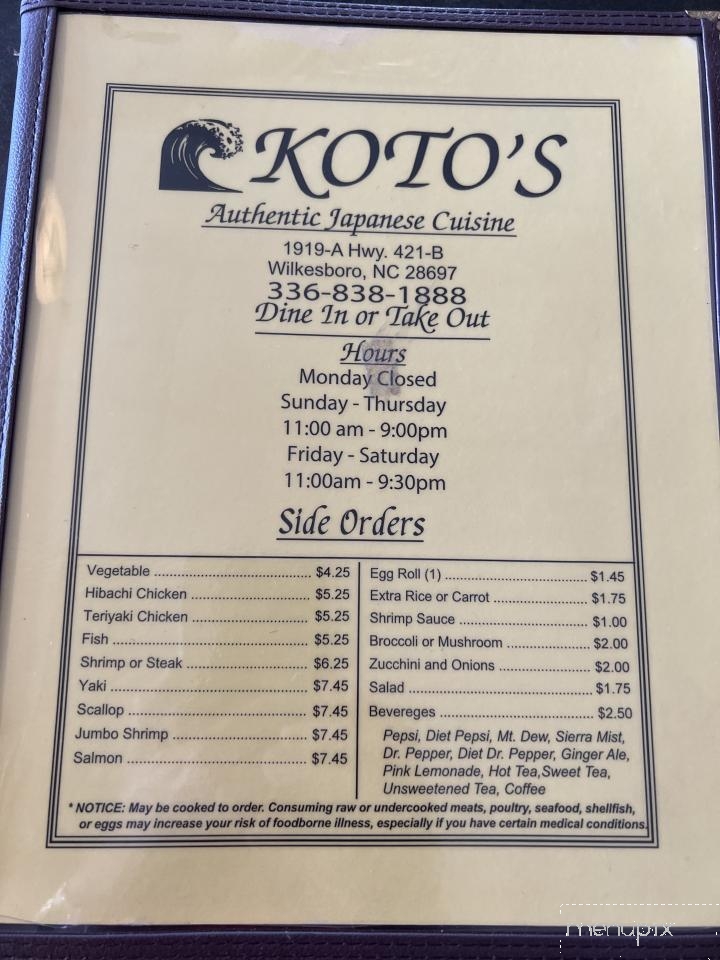 KOTO'S
Authentic Japanese Cuisine
1919-A Hwy. 421-B
Wilkesboro, NC 28697
336-838-1888
Dine In or Take Out
Hours
Monday Closed
Sunday - Thursday
11:00 am - 9:00pm
Friday - Saturday
11:00am - 9:30pm
Side Orders
Vegetable ........ $4.25
Hibachi Chicken ........ $5.25
Teriyaki Chicken ........ $5.25
Fish ........ $5.25
Shrimp or Steak ........ $6.25
Yaki ........ $7.45
Scallop ........ $7.45
Jumbo Shrimp ........ $7.45
Salmon ........ $7.45
Egg Roll (1) ........ $1.45
Extra Rice or Carrot ........ $1.75
Shrimp Sauce ........ $1.00
Broccoli or Mushroom ........ $2.00
Zucchini and Onions ........ $2.00
Salad ........ $1.75
Bevereges ........ $2.50
Pepsi, Diet Pepsi, Mt. Dew, Sierra Mist,
Dr. Pepper, Diet Dr. Pepper, Ginger Ale,
Pink Lemonade, Hot Tea,Sweet Tea,
Unsweetened Tea, Coffee
* NOTICE: May be cooked to order. Consuming raw or undercooked meats, poultry, seafood, shellfish,
or eggs may increase your risk of foodborne illness, especially if you have certain medical conditions.
menupix